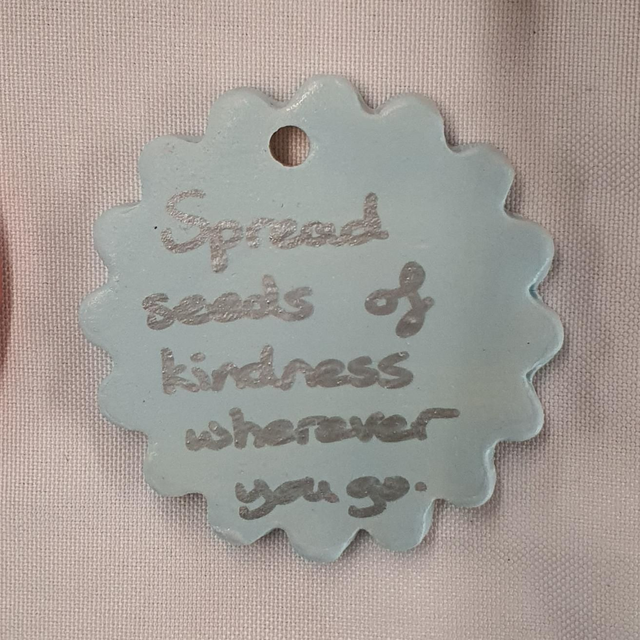 Spread
seeds of
kindness
wherever
you go.